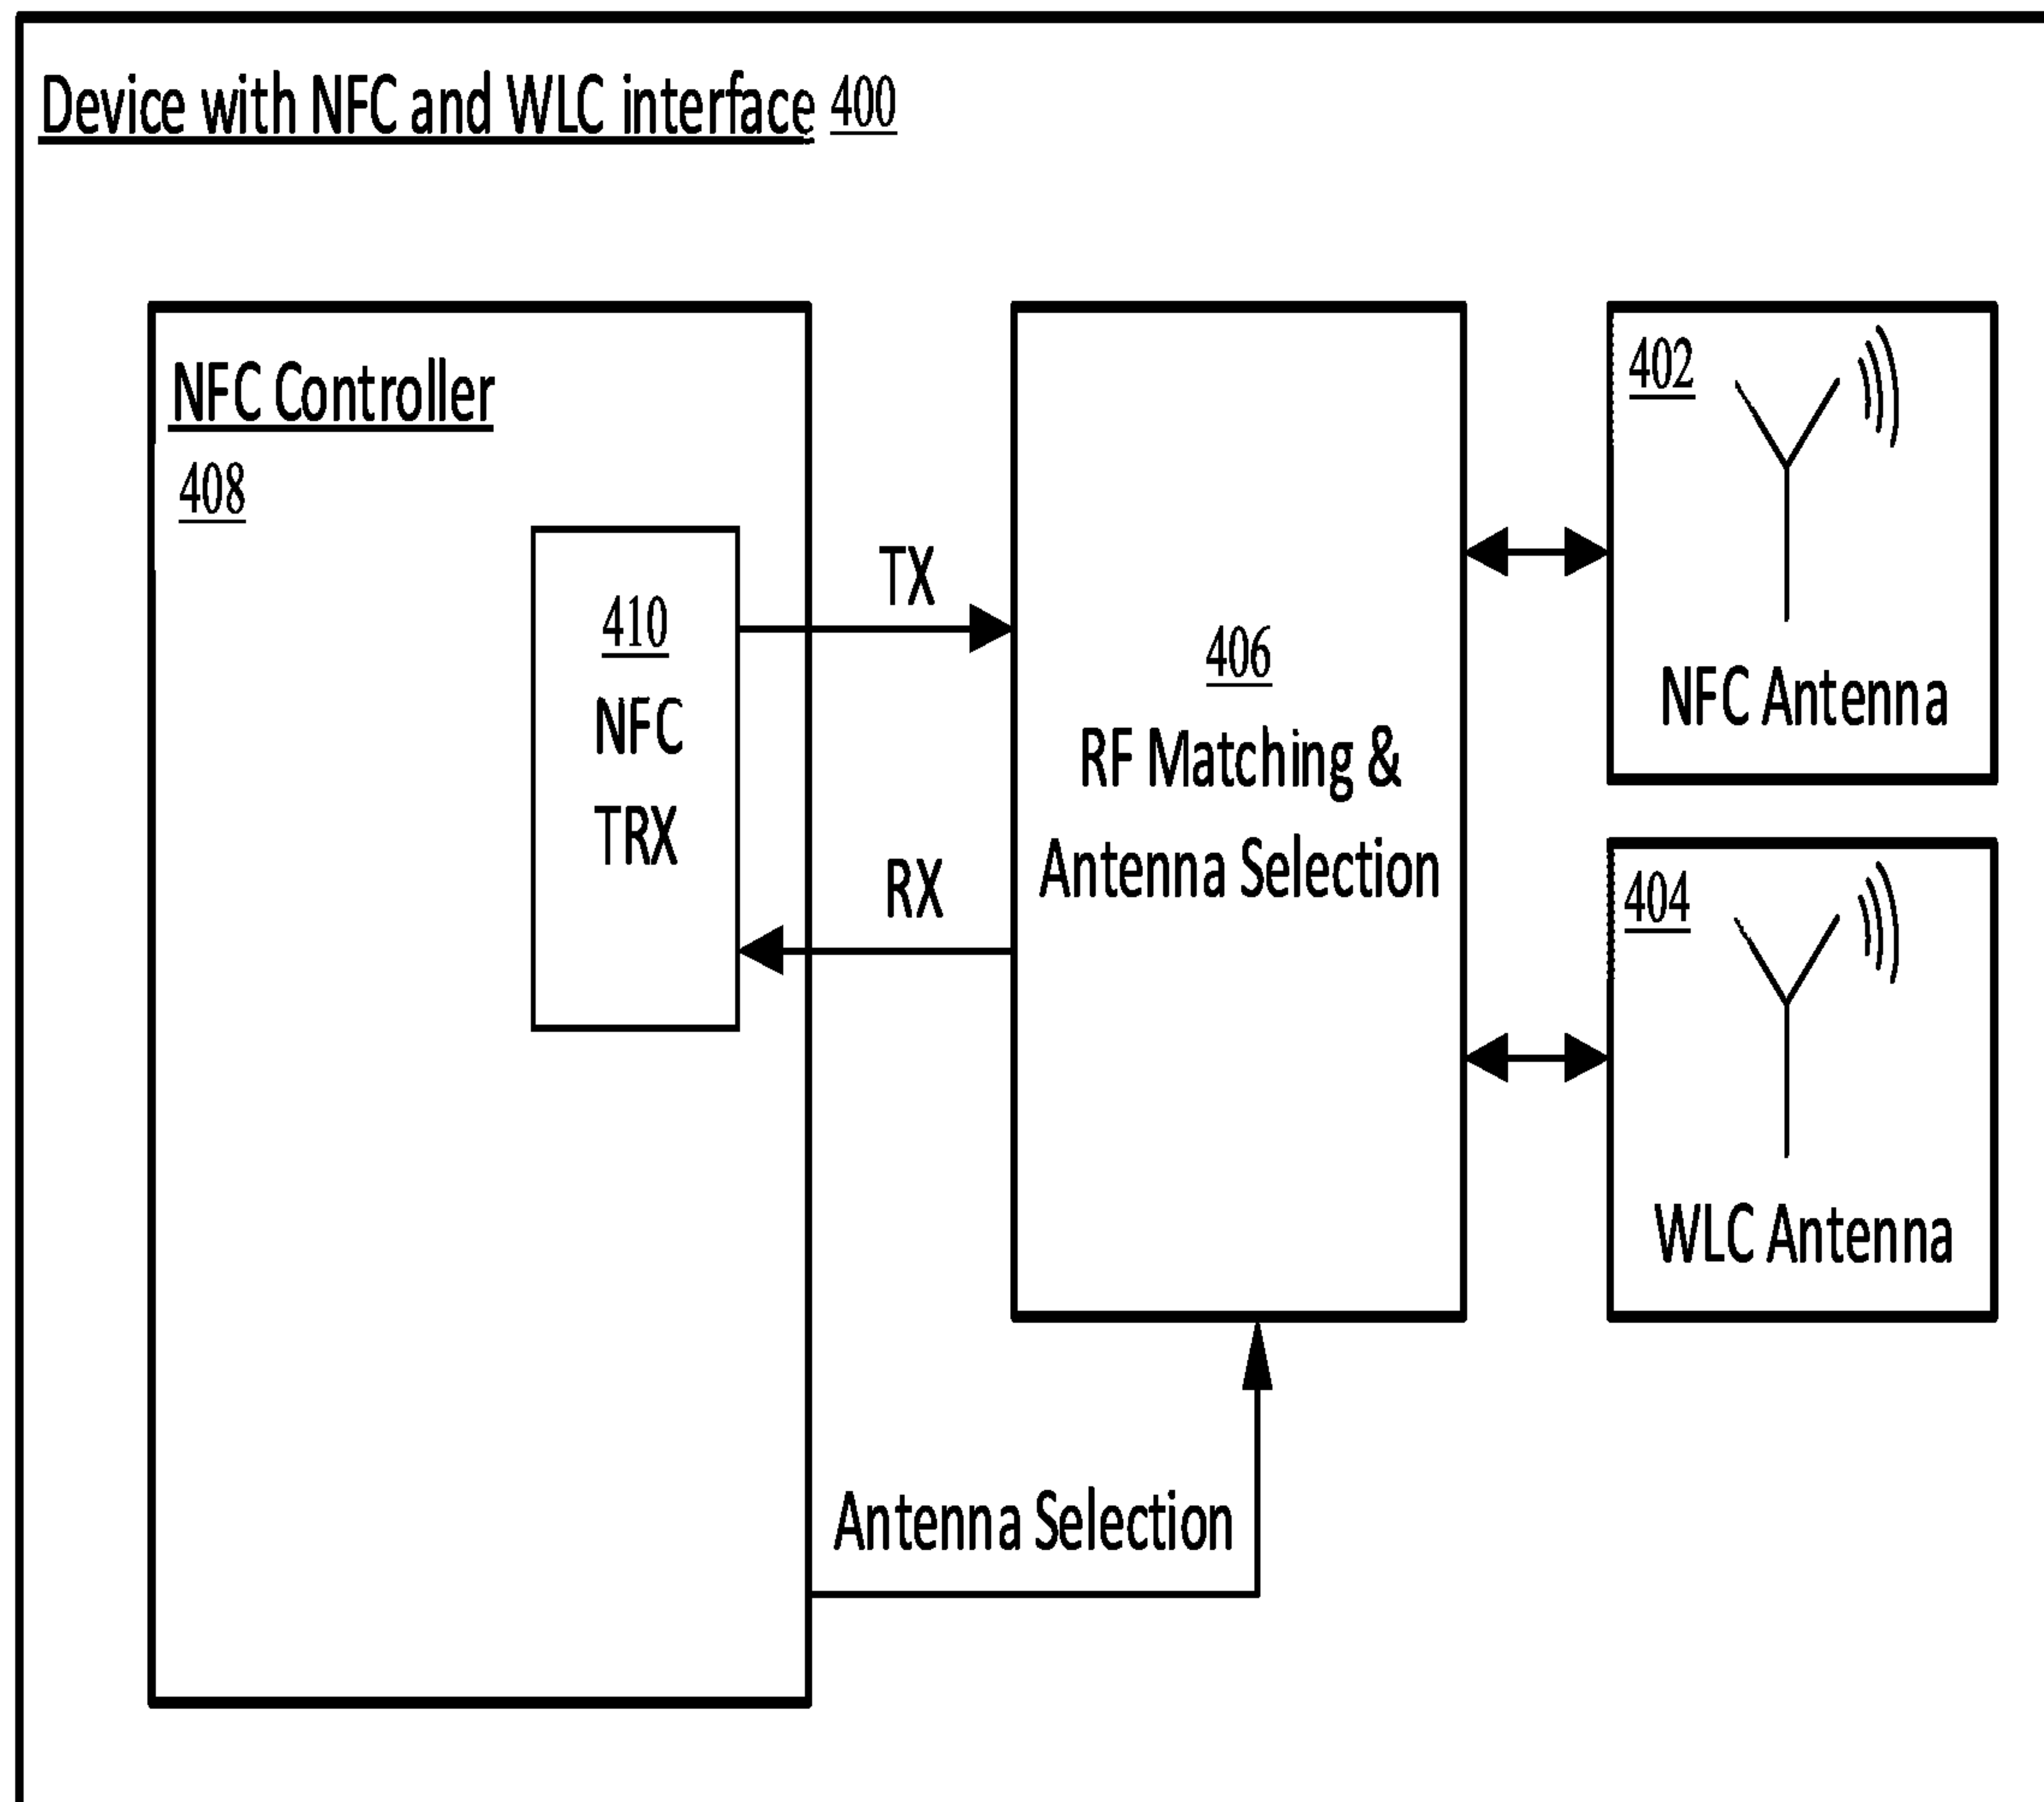 Device with NFC and WLC interface 400
NFC Controller
408
410
NFC
TRX
TX
RX
406
RF Matching &
Antenna Selection
402
NFC Antenna
404
WLC Antenna
Antenna Selection